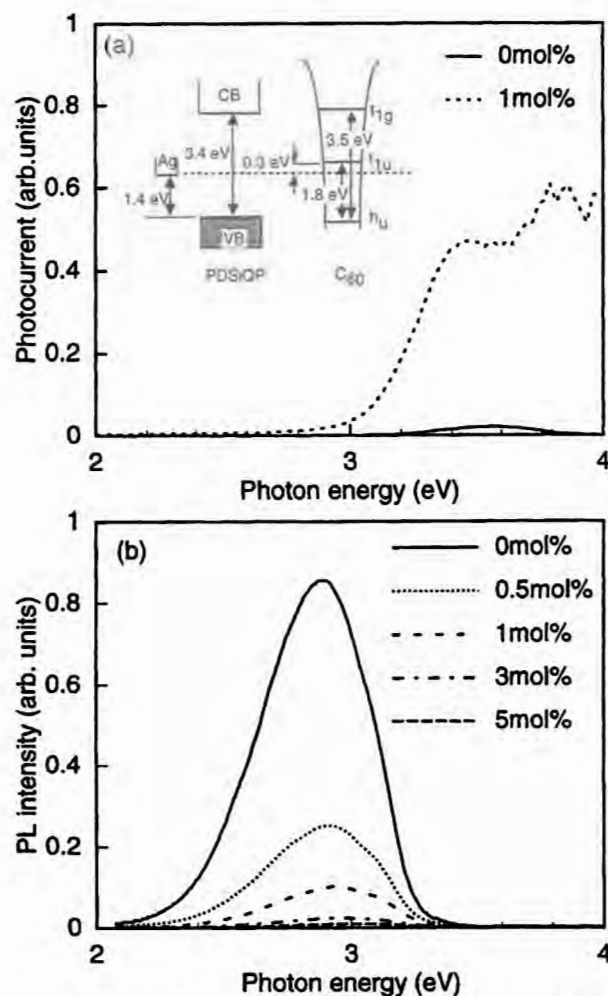 (a)
0mol%
1mol%
CB
t1g
3.4 eV
3.5 eV
0.3 eV
t1u
Ag
1.4 eV
1.8 eV
hu
VB
PDSiQP
C60
Photocurrent (arb.units)
1
0.8
0.6
0.4
0.2
0
2
3
4
Photon energy (eV)
(b)
0mol%
0.5mol%
1mol%
3mol%
5mol%
PL intensity (arb. units)
1
0.8
0.6
0.4
0.2
0
2
3
4
Photon energy (eV)